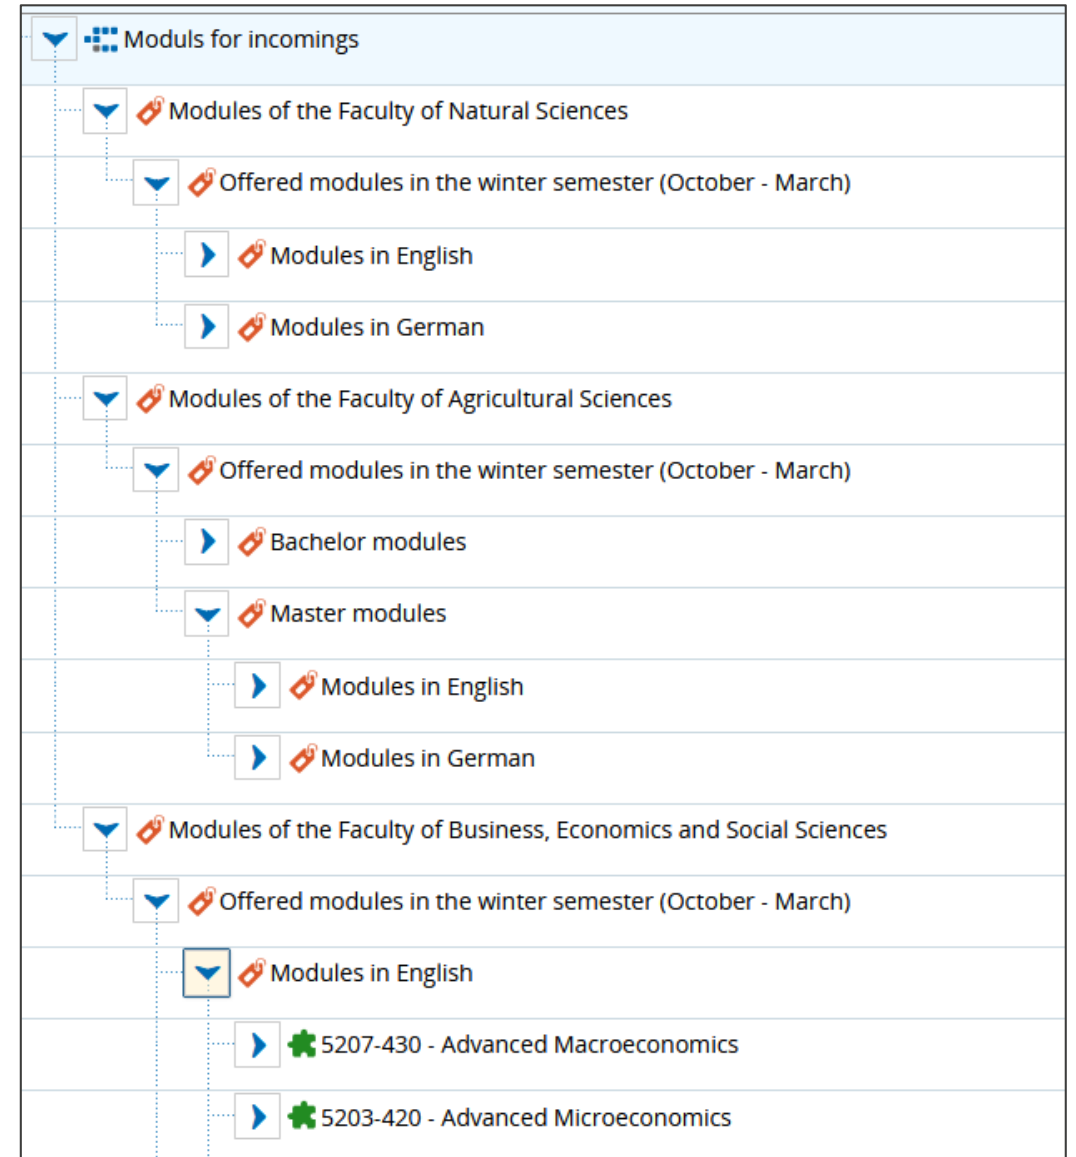 Moduls for incomings
Modules of the Faculty of Natural Sciences
Offered modules in the winter semester (October - March)
Modules in English
Modules in German
Modules of the Faculty of Agricultural Sciences
Offered modules in the winter semester (October - March)
Bachelor modules
Master modules
Modules in English
Modules in German
Modules of the Faculty of Business, Economics and Social Sciences
Offered modules in the winter semester (October - March)
Modules in English
5207-430 - Advanced Macroeconomics
5203-420 - Advanced Microeconomics